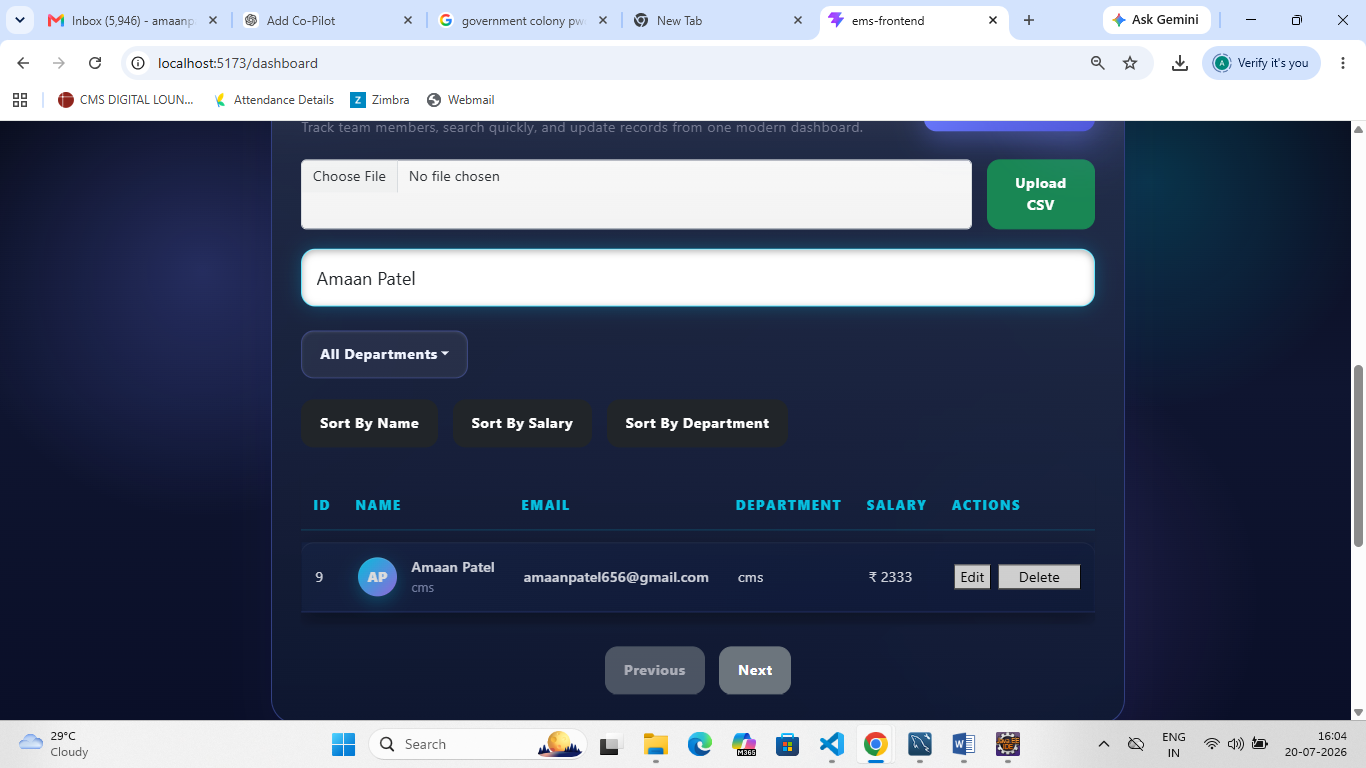 Inbox (5,946) - amaanp
Add Co-Pilot
government colony pw
New Tab
ems-frontend
Ask Gemini
localhost:5173/dashboard
Verify it's you
CMS DIGITAL LOUN...
Attendance Details
Zimbra
Webmail
Track team members, search quickly, and update records from one modern dashboard.
Choose File No file chosen
Upload
CSV
Amaan Patel
All Departments
Sort By Name Sort By Salary Sort By Department
ID NAME EMAIL DEPARTMENT SALARY ACTIONS
9 AP Amaan Patel amaanpatel656@gmail.com cms ₹ 2333 Edit Delete
cms
Previous Next
29°C
Cloudy
Search
M365
ENG
IN
16:04
20-07-2026